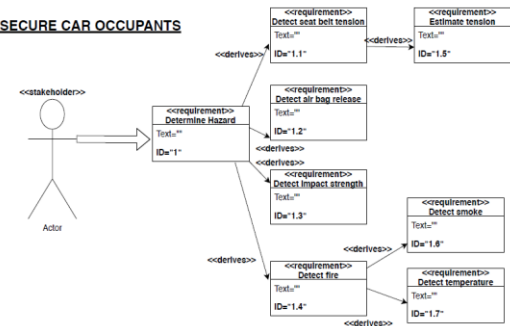 SECURE CAR OCCUPANTS
<<stakeholder>>
Actor
<<requirement>>
Determine Hazard
Text=""
ID="1"
<<derives>>
<<requirement>>
Detect seat belt tension
Text=""
ID="1.1"
<<derives>>
<<requirement>>
Estimate tension
Text=""
ID="1.5"
<<requirement>>
Detect air bag release
Text=""
ID="1.2"
<<derives>>
<<derives>>
<<requirement>>
Detect Impact strength
Text=""
ID="1.3"
<<derives>>
<<requirement>>
Detect fire
Text=""
ID="1.4"
<<derives>>
<<requirement>>
Detect smoke
Text=""
ID="1.6"
<<requirement>>
Detect temperature
Text=""
ID="1.7"
<<derives>>